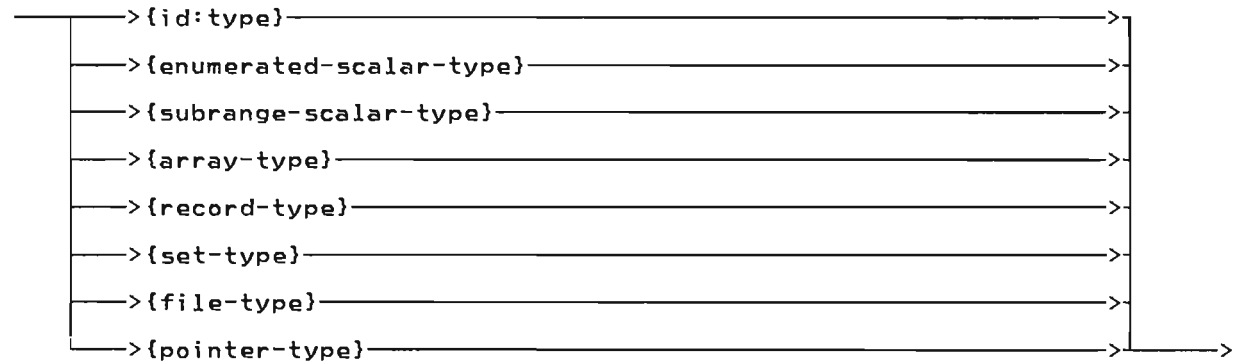 {id:type}
{enumerated-scalar-type}
{subrange-scalar-type}
{array-type}
{record-type}
{set-type}
{file-type}
{pointer-type}